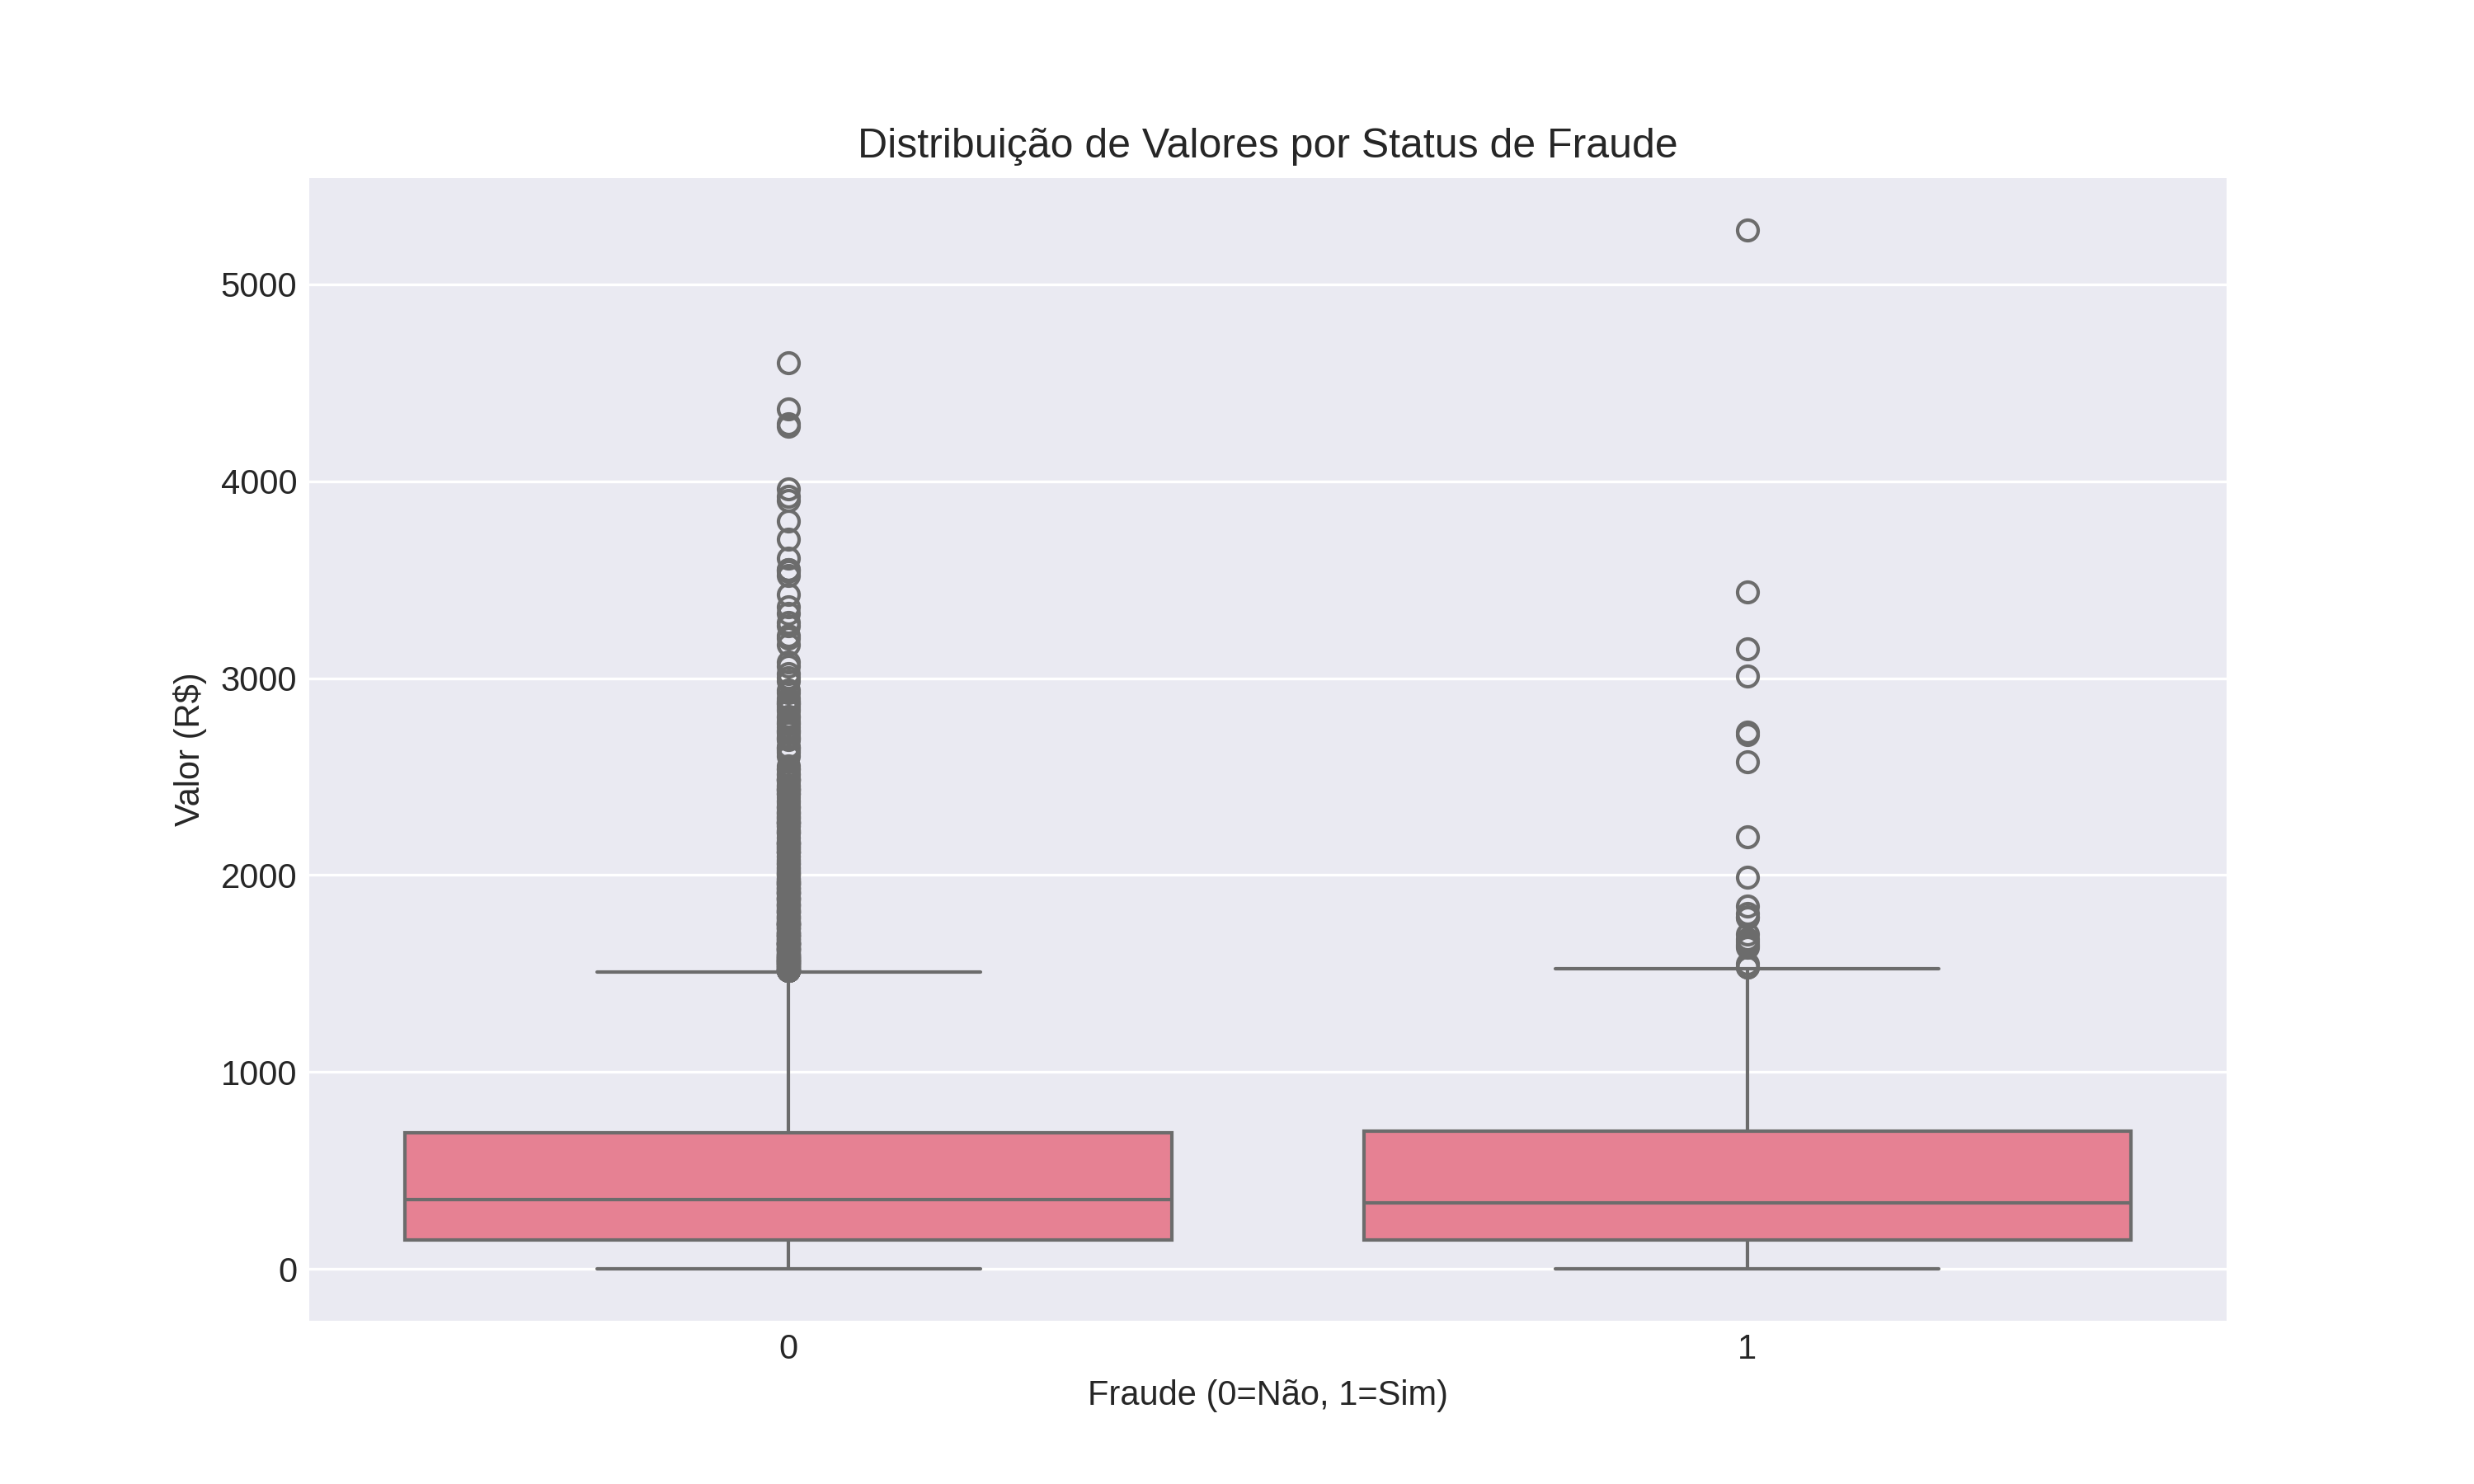 Distribuição de Valores por Status de Fraude
Valor (R$)
5000
4000
3000
2000
1000
0
0
1
Fraude (0=Não, 1=Sim)